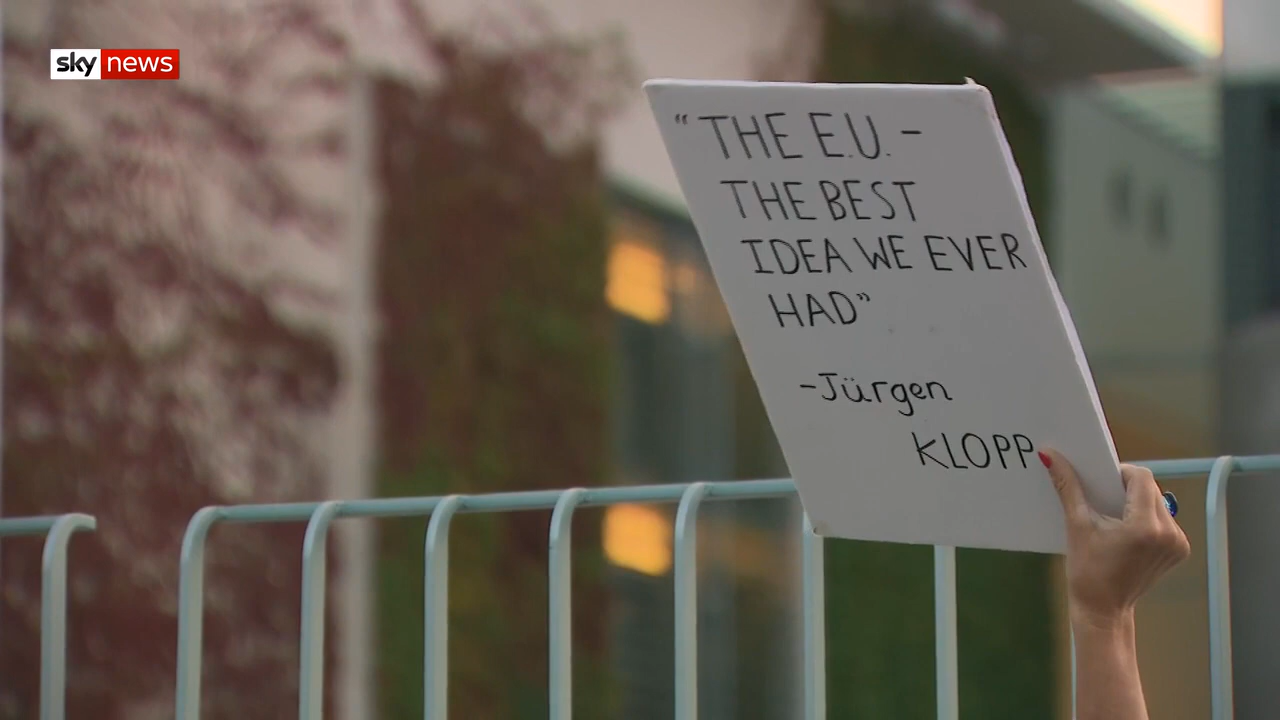 sky news
“THE E.U. -
THE BEST
IDEA WE EVER
HAD”
-Jürgen
KLOPP